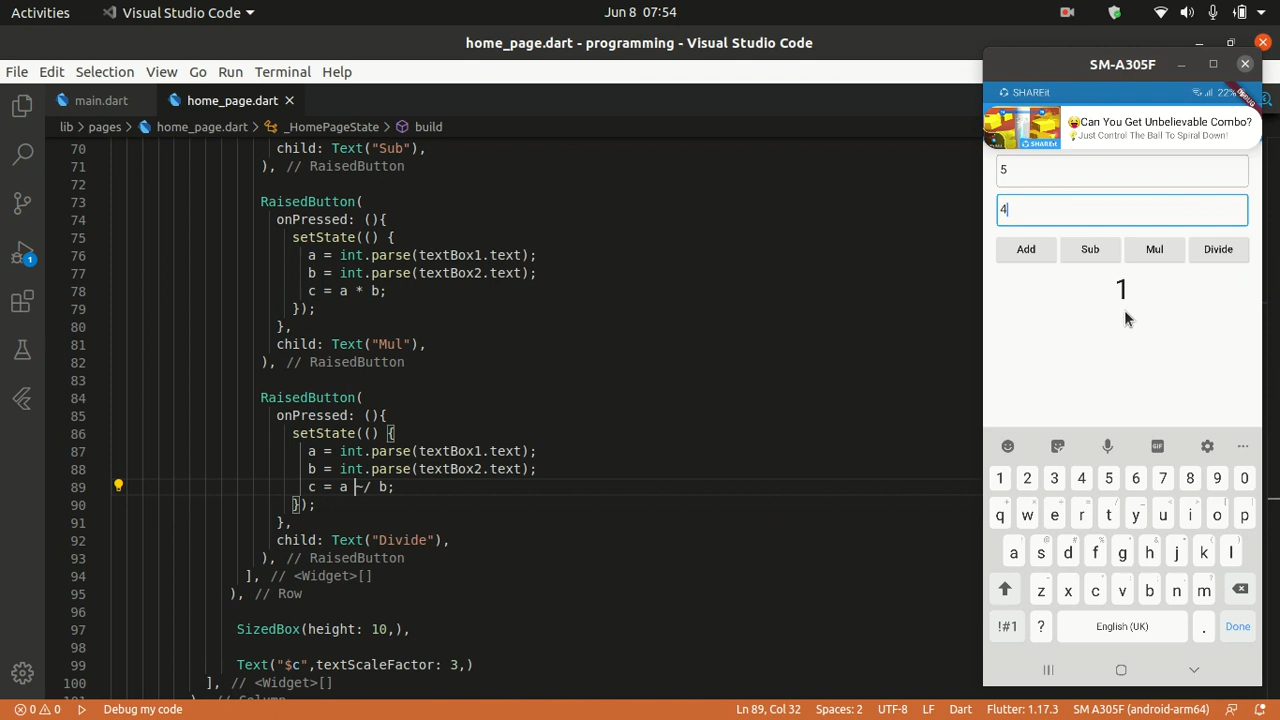 Activities
Visual Studio Code
Jun 8 07:54
home_page.dart - programming - Visual Studio Code
File Edit Selection View Go Run Terminal Help
main.dart
home_page.dart
lib > pages > home_page.dart > _HomePageState > build
70 child: Text("Sub"),
71 ), // RaisedButton
72
73 RaisedButton(
74 onPressed: (){
75 setState(() {
76 a = int.parse(textBox1.text);
77 b = int.parse(textBox2.text);
78 c = a * b;
79 });
80 },
81 child: Text("Mul"),
82 ), // RaisedButton
83
84 RaisedButton(
85 onPressed: (){
86 setState(() {
87 a = int.parse(textBox1.text);
88 b = int.parse(textBox2.text);
89 c = a ~/ b;
90 });
91 },
92 child: Text("Divide"),
93 ), // RaisedButton
94 ], // <Widget>[]
95 ), // Row
96
97 SizedBox(height: 10,),
98
99 Text("$c",textScaleFactor: 3,)
100 ], // <Widget>[]
1
SM-A305F
SHAREit
22%
DEBUG
Can You Get Unbelievable Combo?
Just Control The Ball To Spiral Down!
SHAREit
5
4
Add Sub Mul Divide
1
GIF
1 2 3 4 5 6 7 8 9 0
q w e r t y u i o p
a s d f g h j k l
z x c v b n m
!#1 ? English (UK) . Done
0 0 Debug my code Ln 89, Col 32 Spaces: 2 UTF-8 LF Dart Flutter: 1.17.3 SM A305F (android-arm64)